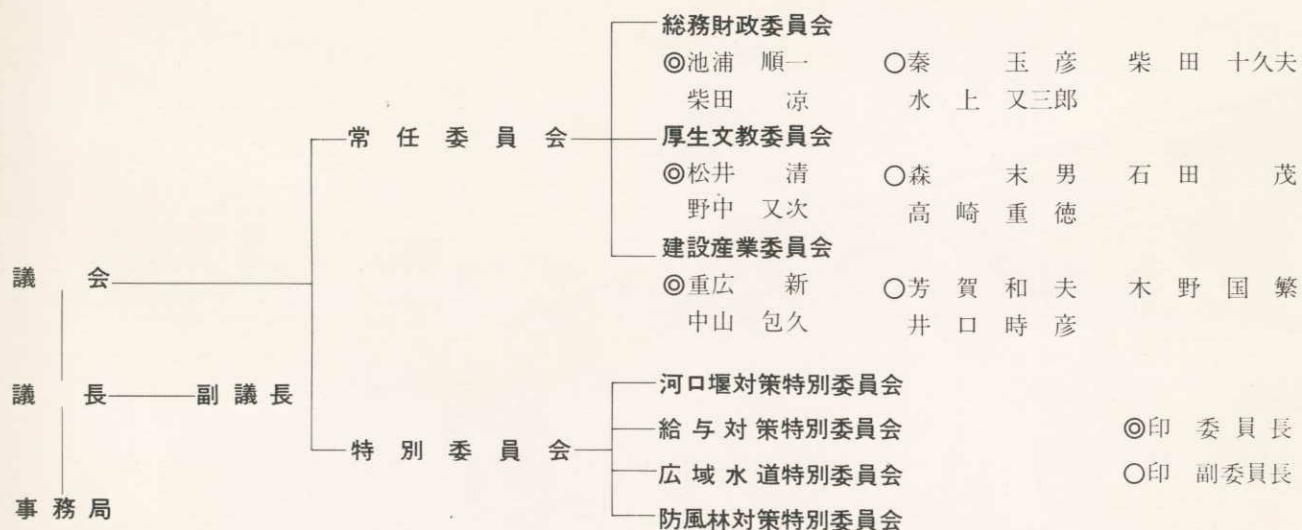 総務財政委員会
◎池浦 順一 ○秦 玉彦 柴田 十久夫
柴田 凉 水上 又三郎
常任委員会
厚生文教委員会
◎松井 清 ○森 末男 石田 茂
野中 又次 高崎重徳
建設産業委員会
議会
◎重広 新 ○芳賀和夫 木野国繁
中山 包久 井口時彦
河口堰対策特別委員会
議長 副議長
給与対策特別委員会 ◎印 委員長
特別委員会
広域水道特別委員会 ○印 副委員長
事務局
防風林対策特別委員会